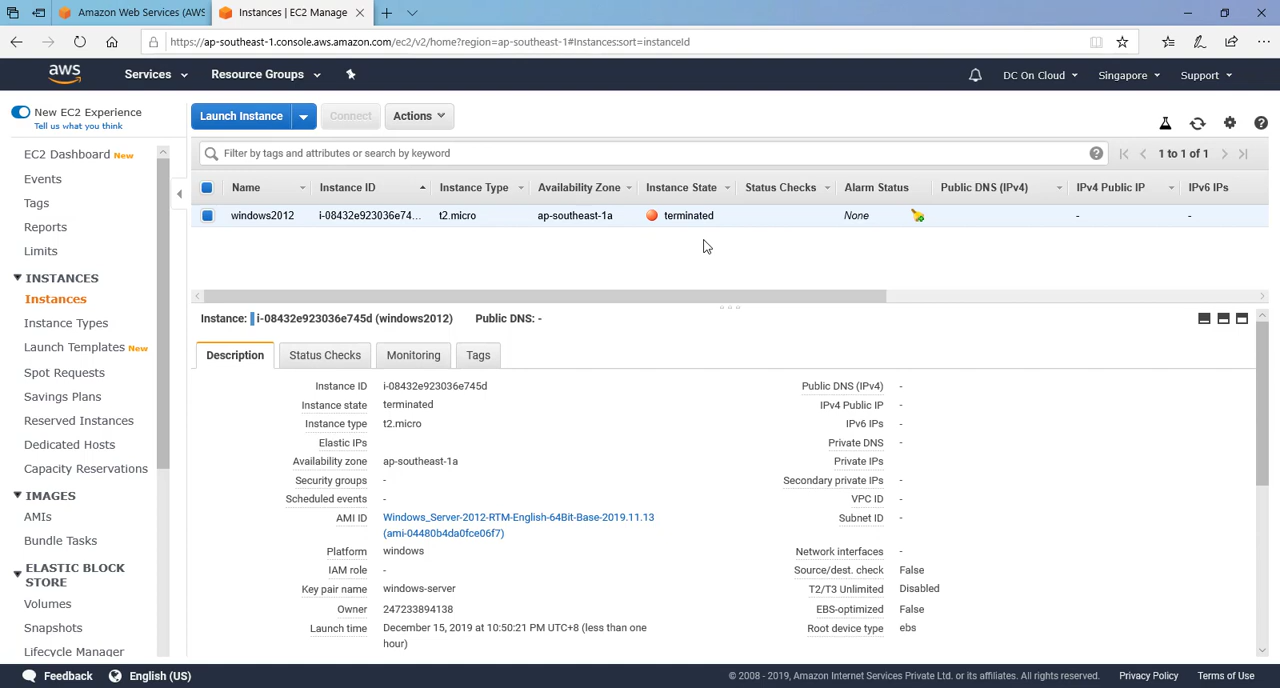 Amazon Web Services (AWS
Instances | EC2 Manage
https://ap-southeast-1.console.aws.amazon.com/ec2/v2/home?region=ap-southeast-1#Instances:sort=instanceId
aws
Services
Resource Groups
DC On Cloud
Singapore
Support
New EC2 Experience
Tell us what you think
EC2 Dashboard New
Events
Tags
Reports
Limits
INSTANCES
Instances
Instance Types
Launch Templates New
Spot Requests
Savings Plans
Reserved Instances
Dedicated Hosts
Capacity Reservations
IMAGES
AMIs
Bundle Tasks
ELASTIC BLOCK
STORE
Volumes
Snapshots
Lifecycle Manager
Launch Instance
Connect
Actions
Filter by tags and attributes or search by keyword
1 to 1 of 1
Name Instance ID Instance Type Availability Zone Instance State Status Checks Alarm Status Public DNS (IPv4) IPv4 Public IP IPv6 IPs
windows2012 i-08432e923036e74... t2.micro ap-southeast-1a terminated None - -
Instance: i-08432e923036e745d (windows2012) Public DNS: -
Description
Status Checks
Monitoring
Tags
Instance ID i-08432e923036e745d
Instance state terminated
Instance type t2.micro
Elastic IPs
Availability zone ap-southeast-1a
Security groups -
Scheduled events -
AMI ID Windows_Server-2012-RTM-English-64Bit-Base-2019.11.13
(ami-04480b4da0fce06f7)
Platform windows
IAM role -
Key pair name windows-server
Owner 247233894138
Launch time December 15, 2019 at 10:50:21 PM UTC+8 (less than one
hour)
Public DNS (IPv4) -
IPv4 Public IP -
IPv6 IPs -
Private DNS -
Private IPs -
Secondary private IPs -
VPC ID -
Subnet ID -
Network interfaces -
Source/dest. check False
T2/T3 Unlimited Disabled
EBS-optimized False
Root device type ebs
Feedback
English (US)
© 2008 - 2019, Amazon Internet Services Private Ltd. or its affiliates. All rights reserved.
Privacy Policy
Terms of Use